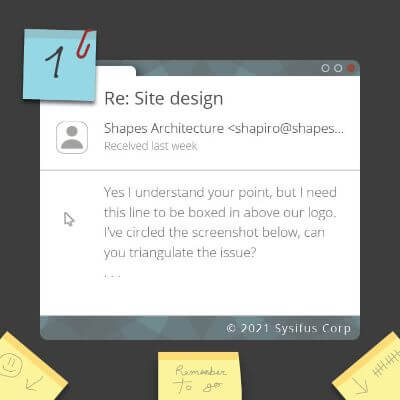 1
Re: Site design
Shapes Architecture <shapiro@shapes...
Received last week
Yes I understand your point, but I need
this line to be boxed in above our logo.
I've circled the screenshot below, can
you triangulate the issue?
. . .
© 2021 Sysifus Corp
Remember
to go